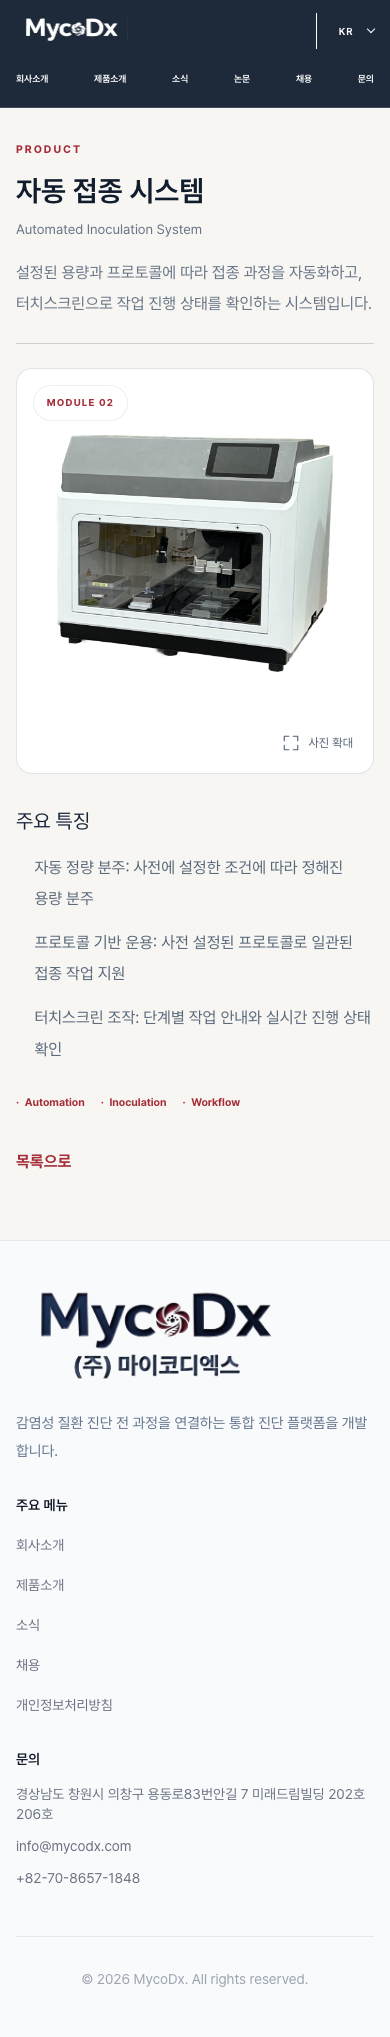 MycoDx
KR
회사소개 제품소개 소식 논문 채용 문의
PRODUCT
자동 접종 시스템
Automated Inoculation System
설정된 용량과 프로토콜에 따라 접종 과정을 자동화하고,
터치스크린으로 작업 진행 상태를 확인하는 시스템입니다.
MODULE 02
사진 확대
주요 특징
자동 정량 분주: 사전에 설정한 조건에 따라 정해진
용량 분주
프로토콜 기반 운용: 사전 설정된 프로토콜로 일관된
접종 작업 지원
터치스크린 조작: 단계별 작업 안내와 실시간 진행 상태
확인
· Automation · Inoculation · Workflow
목록으로
MycoDx
(주) 마이코디엑스
감염성 질환 진단 전 과정을 연결하는 통합 진단 플랫폼을 개발
합니다.
주요 메뉴
회사소개
제품소개
소식
채용
개인정보처리방침
문의
경상남도 창원시 의창구 용동로83번안길 7 미래드림빌딩 202호
206호
info@mycodx.com
+82-70-8657-1848
© 2026 MycoDx. All rights reserved.